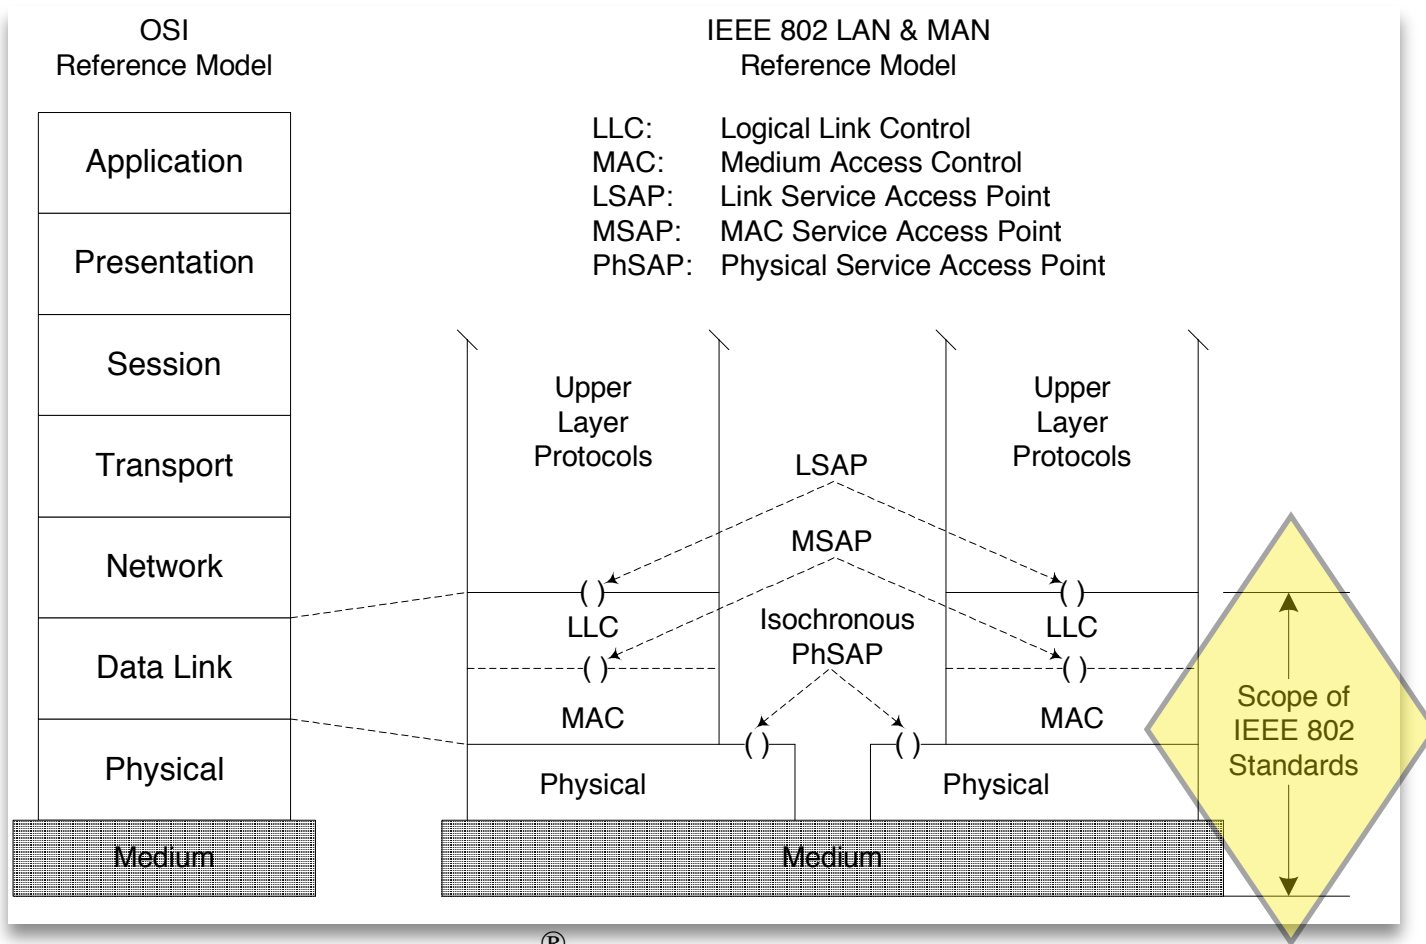 OSI
Reference Model
IEEE 802 LAN & MAN
Reference Model
LLC: Logical Link Control
MAC: Medium Access Control
LSAP: Link Service Access Point
MSAP: MAC Service Access Point
PhSAP: Physical Service Access Point
Application
Presentation
Session
Transport
Network
Data Link
Physical
Medium
Upper
Layer
Protocols
LSAP
MSAP
Isochronous
PhSAP
Upper
Layer
Protocols
( )
( )
LLC
LLC
( )
( )
MAC
MAC
( )
( )
Physical
Physical
Medium
Scope of
IEEE 802
Standards
®